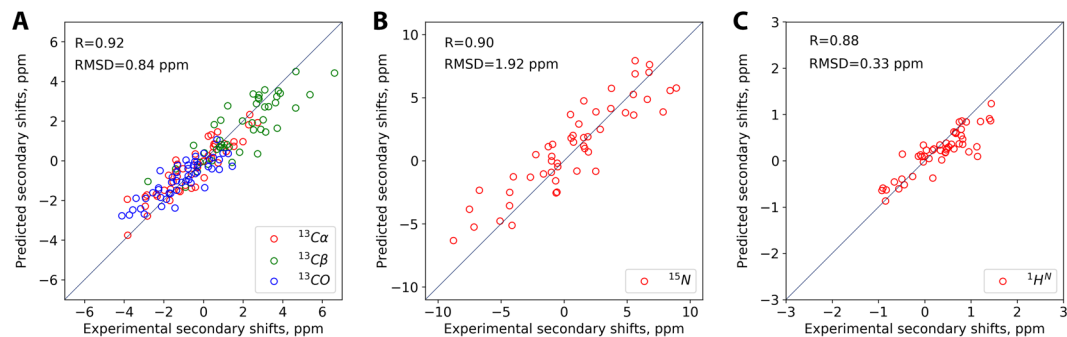 A
R=0.92
RMSD=0.84 ppm
Predicted secondary shifts, ppm
6
4
2
0
−2
−4
−6
−6 −4 −2 0 2 4 6
Experimental secondary shifts, ppm
¹³Cα
¹³Cβ
¹³CO
B
R=0.90
RMSD=1.92 ppm
Predicted secondary shifts, ppm
10
5
0
−5
−10
−10 −5 0 5 10
Experimental secondary shifts, ppm
¹⁵N
C
R=0.88
RMSD=0.33 ppm
Predicted secondary shifts, ppm
3
2
1
0
−1
−2
−3
−3 −2 −1 0 1 2 3
Experimental secondary shifts, ppm
¹Hᴺ